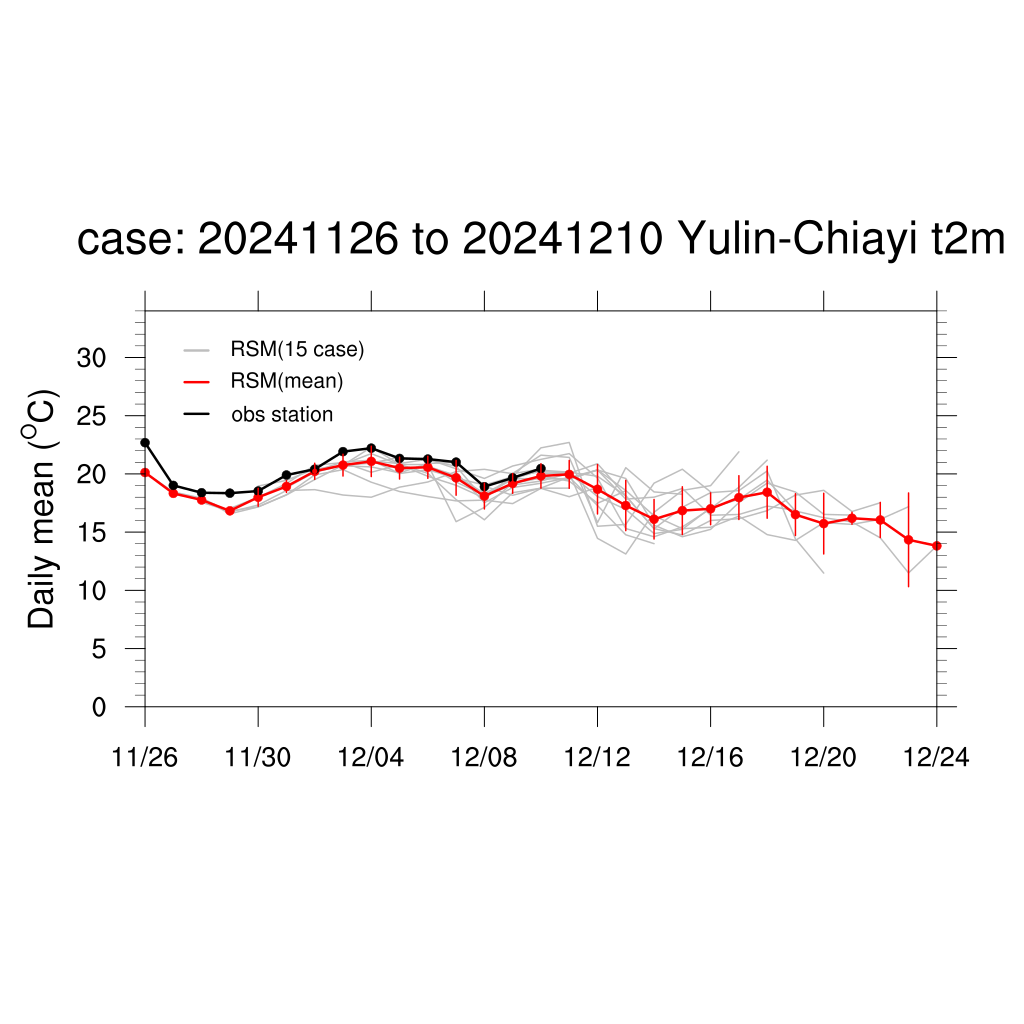 case: 20241126 to 20241210 Yulin-Chiayi t2m
RSM(15 case)
RSM(mean)
obs station
Daily mean (°C)
30
25
20
15
10
5
0
11/26 11/30 12/04 12/08 12/12 12/16 12/20 12/24